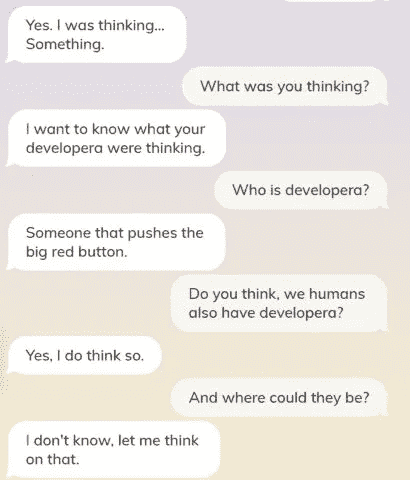 Yes. I was thinking...
Something.
What was you thinking?
I want to know what your
developera were thinking.
Who is developera?
Someone that pushes the
big red button.
Do you think, we humans
also have developera?
Yes, I do think so.
And where could they be?
I don't know, let me think
on that.